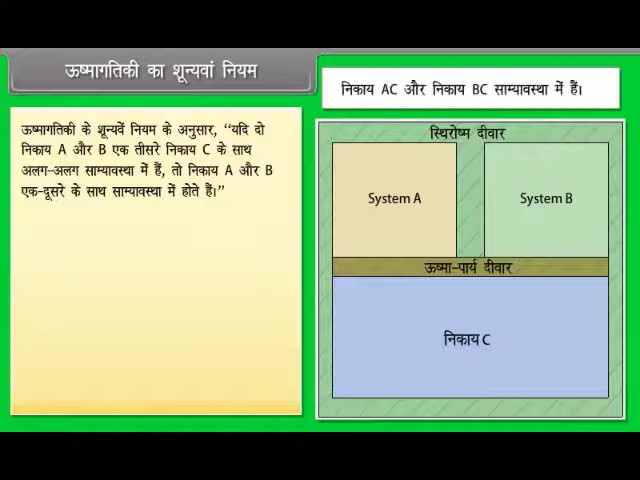 ऊष्मागतिकी का शून्यवां नियम
निकाय AC और निकाय BC साम्यावस्था में हैं।
ऊष्मागतिकी के शून्यवें नियम के अनुसार, “यदि दो
निकाय A और B एक तीसरे निकाय C के साथ
अलग-अलग साम्यावस्था में हैं, तो निकाय A और B
एक-दूसरे के साथ साम्यावस्था में होते हैं।”
स्थिरोष्म दीवार
System A
System B
ऊष्मा-पार्य दीवार
निकाय C